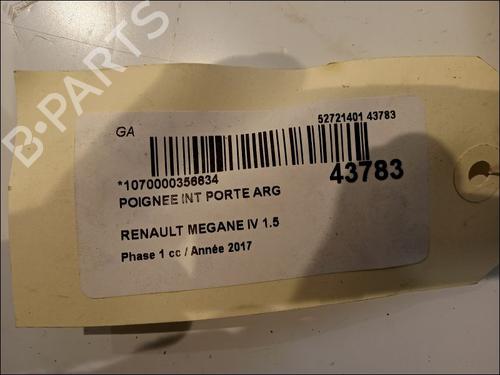 B-PARTS
GA
52721401 43783
*1070000356634
43783
POIGNEE INT PORTE ARG
RENAULT MEGANE IV 1.5
Phase 1 cc / Année 2017